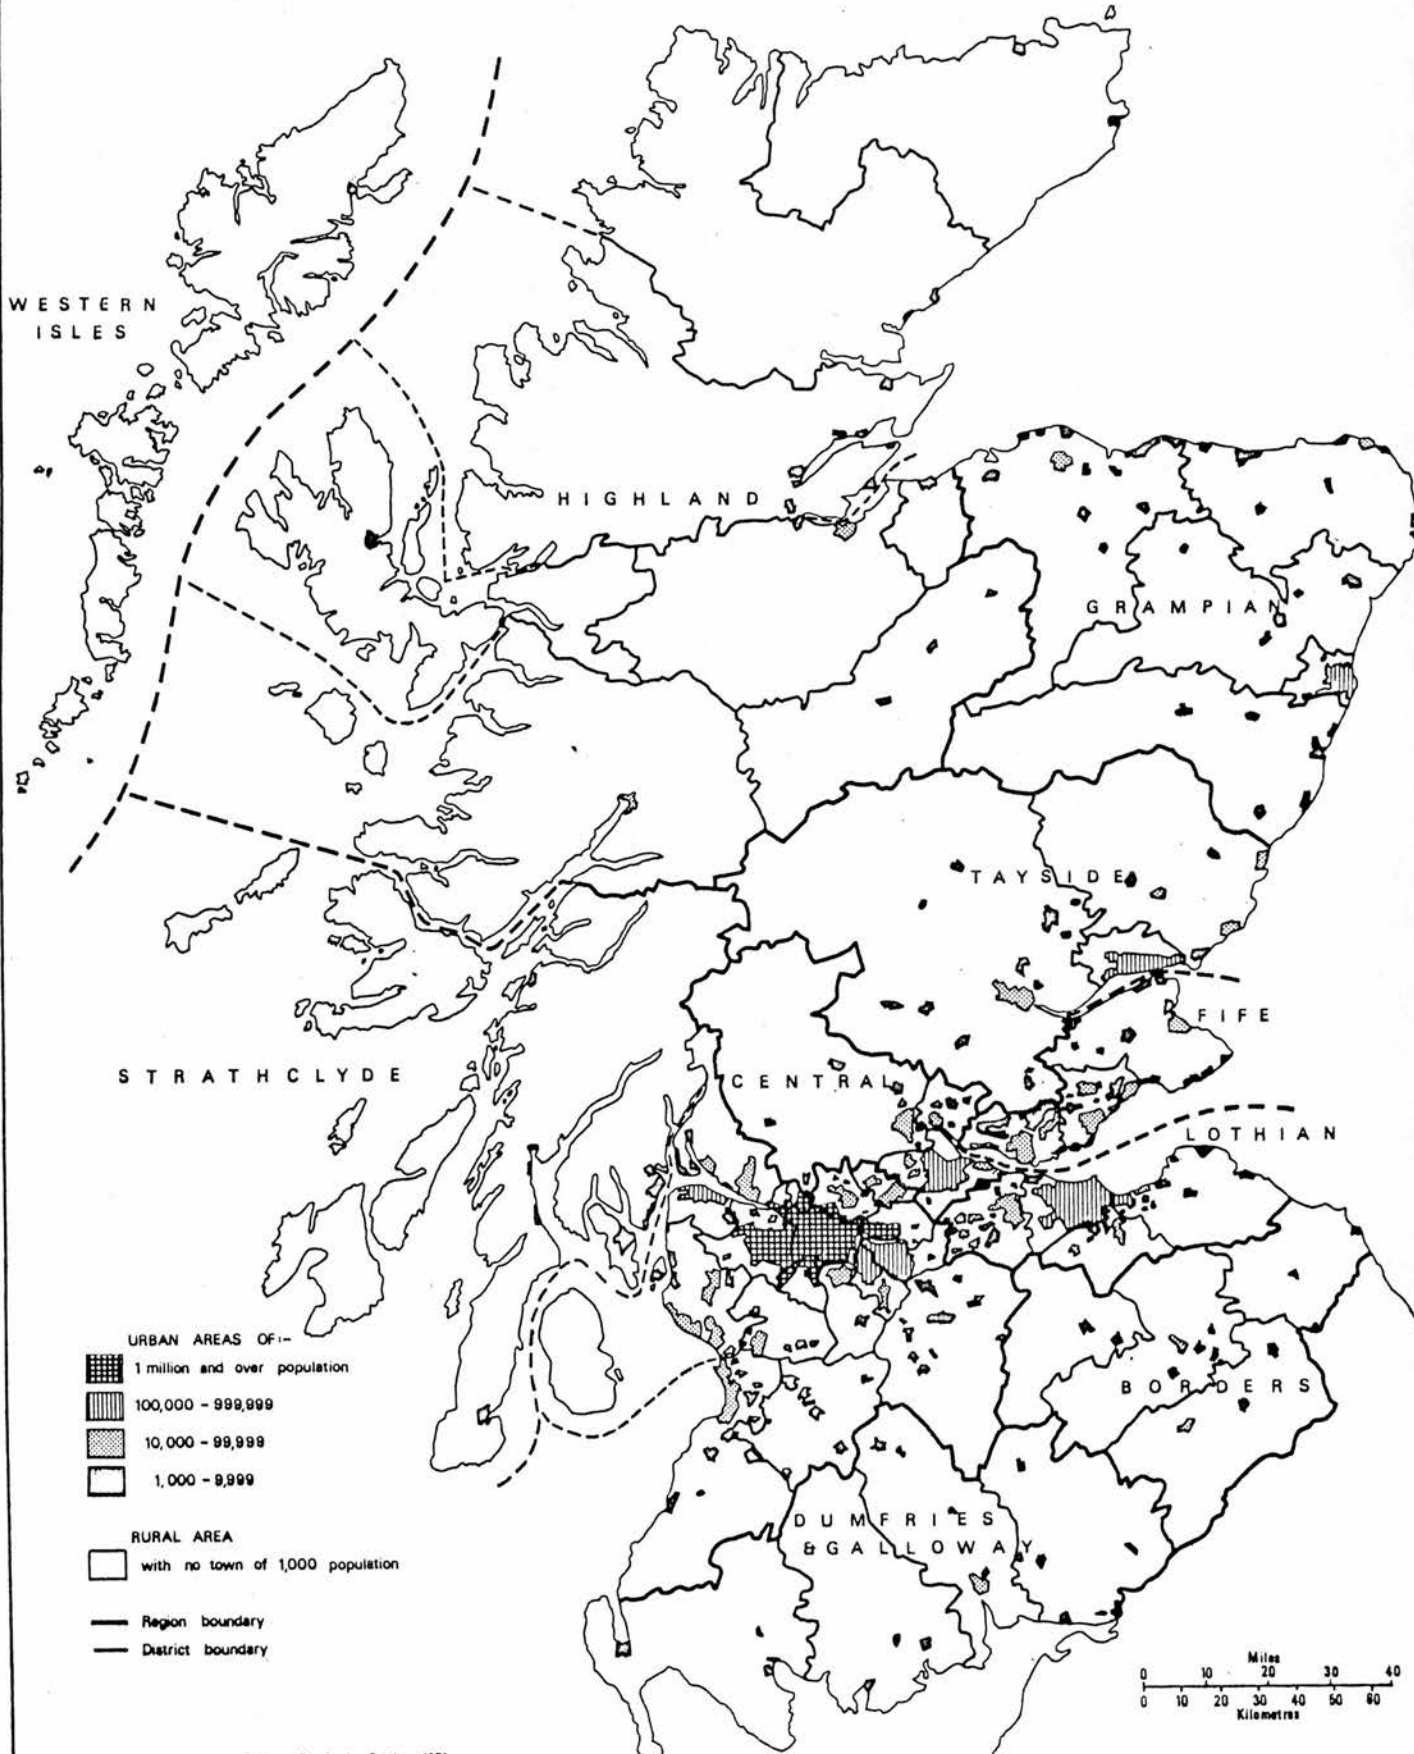 WESTERN
ISLES
HIGHLAND
GRAMPIAN
TAYSIDE
FIFE
STRATHCLYDE
CENTRAL
LOTHIAN
BORDERS
DUMFRIES
&GALLOWAY
URBAN AREAS OF:-
1 million and over population
100,000 - 999,999
10,000 - 99,999
1,000 - 9,999
RURAL AREA
with no town of 1,000 population
Region boundary
District boundary
Miles
0 10 20 30 40
0 10 20 30 40 50 60
Kilometres